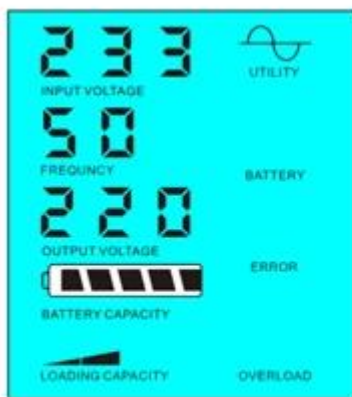 233
INPUT VOLTAGE
UTILITY
50
FREQUNCY
BATTERY
220
OUTPUT VOLTAGE
ERROR
BATTERY CAPACITY
LOADING CAPACITY
OVERLOAD